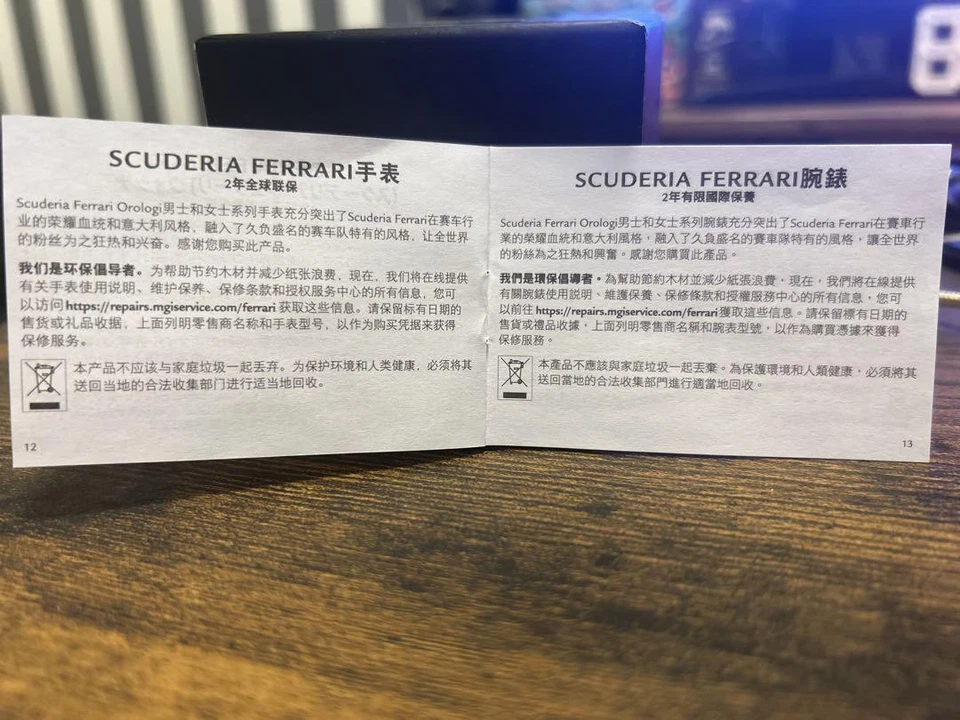 SCUDERIA FERRARI手表
2年全球联保
Scuderia Ferrari Orologi男士和女士系列手表充分突出了Scuderia Ferrari在赛车行
业的荣耀血统和意大利风格，融入了久负盛名的赛车队特有的风格，让全世界
的粉丝为之狂热和兴奋。感谢您购买此产品。
我们是环保倡导者。为帮助节约木材并减少纸张浪费，现在，我们将在线提供
有关手表使用说明、维护保养、保修条款和授权服务中心的所有信息，您可
以访问https://repairs.mgiservice.com/ferrari 获取这些信息。请保留标有日期的
售货或礼品收据，上面列明零售商名称和手表型号，以作为购买凭据来获得
保修服务。
本产品不应该与家庭垃圾一起丢弃。为保护环境和人类健康，必须将其
送回当地的合法收集部门进行适当地回收。
12
SCUDERIA FERRARI腕錶
2年有限國際保養
Scuderia Ferrari Orologi男士和女士系列腕錶充分突出了Scuderia Ferrari在賽車行
業的榮耀血統和意大利風格，融入了久負盛名的賽車隊特有的風格，讓全世界
的粉絲為之狂熱和興奮。感謝您購買此產品。
我們是環保倡導者。為幫助節約木材並減少紙張浪費，現在，我們將在線提供
有關腕錶使用説明、維護保養、保修條款和授權服務中心的所有信息，您可
以前往 https://repairs.mgiservice.com/ferrari 獲取這些信息。請保留標有日期的
售貨或禮品收據，上面列明零售商名稱和腕錶型號，以作為購買憑據來獲得
保修服務。
本產品不應該與家庭垃圾一起丟棄。為保護環境和人類健康，必須將其
送回當地的合法收集部門進行適當地回收。
13
8